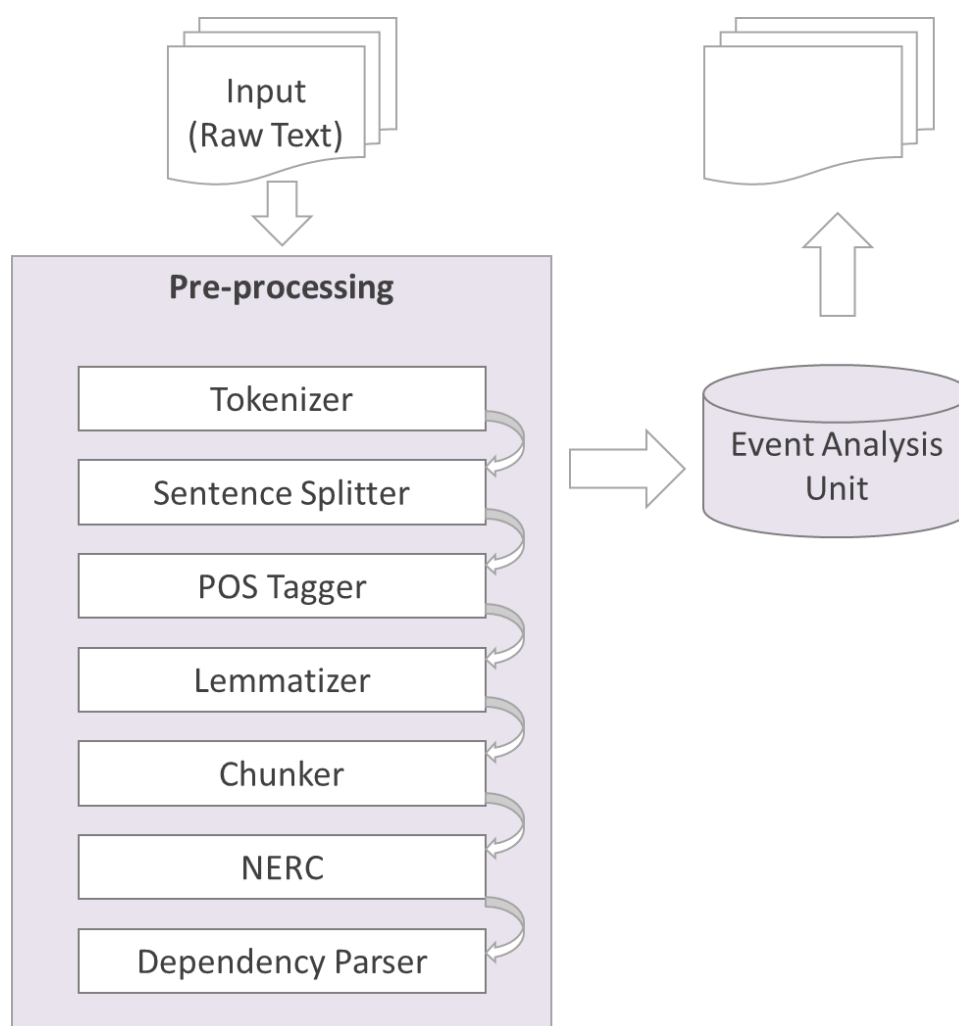 Input
(Raw Text)
Pre-processing
Tokenizer
Sentence Splitter
POS Tagger
Lemmatizer
Chunker
NERC
Dependency Parser
Event Analysis
Unit